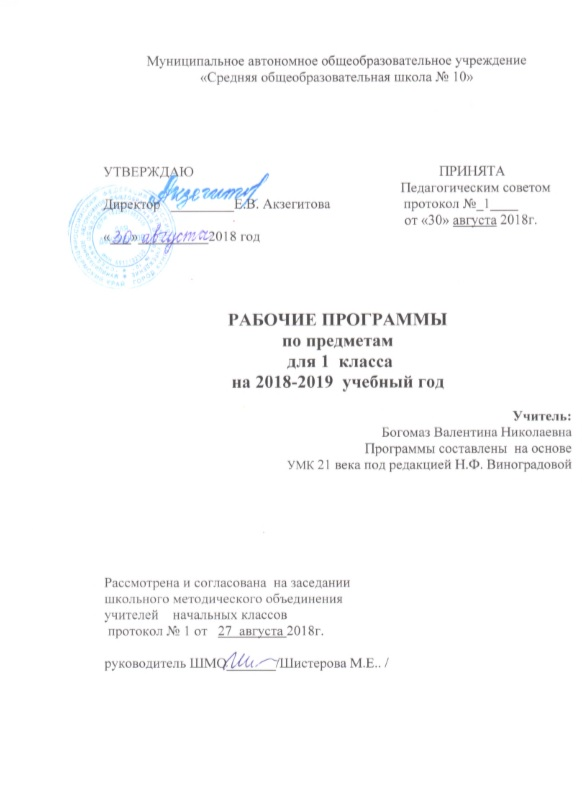 Муниципальное автономное общеобразовательное учреждение
«Средняя общеобразовательная школа № 10»
УТВЕРЖДАЮ
Директор Акзегитов Е.В. Акзегитова
«30» августа 2018 год
ПРИНЯТА
Педагогическим советом
протокол №_1____
от «30» августа 2018г.
РАБОЧИЕ ПРОГРАММЫ
по предметам
для 1 класса
на 2018-2019 учебный год
Учитель:
Богомаз Валентина Николаевна
Программы составлены на основе
УМК 21 века под редакцией Н.Ф. Виноградовой
Рассмотрена и согласована на заседании
школьного методического объединения
учителей начальных классов
протокол № 1 от 27 августа 2018г.
руководитель ШМО ________/Шистерова М.Е.. /